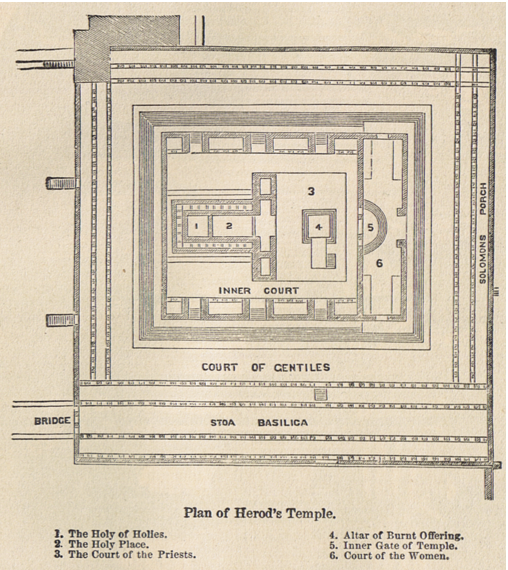 SOLOMONS PORCH
3
1
2
4
5
6
INNER COURT
COURT OF GENTILES
BRIDGE
STOA BASILICA
Plan of Herod's Temple.
1. The Holy of Holies.
2. The Holy Place.
3. The Court of the Priests.
4. Altar of Burnt Offering.
5. Inner Gate of Temple.
6. Court of the Women.